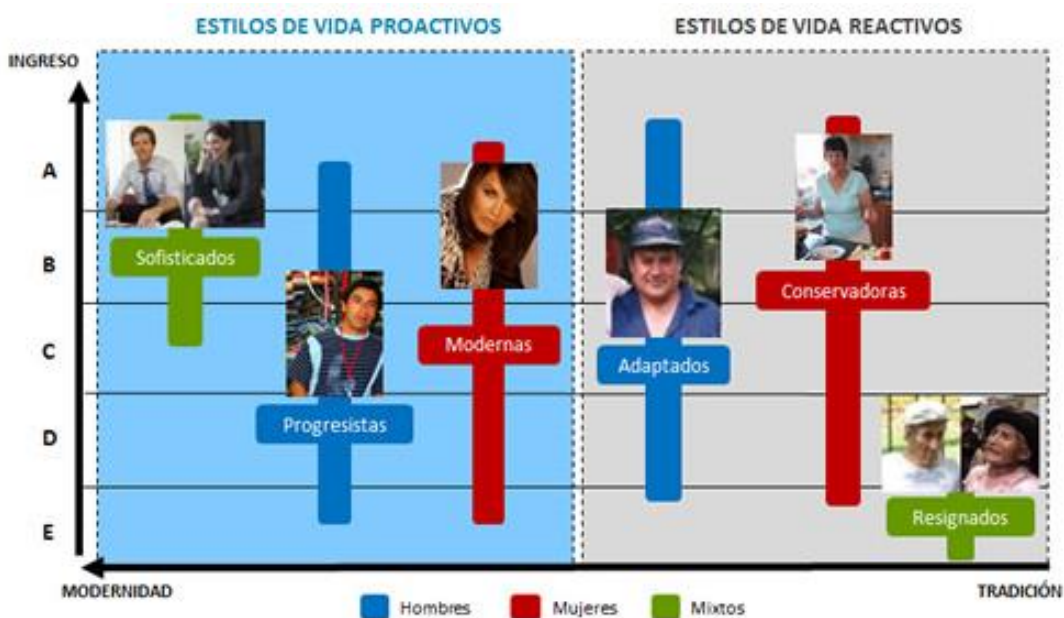 ESTILOS DE VIDA PROACTIVOS
ESTILOS DE VIDA REACTIVOS
INGRESO
A
B
C
D
E
Sofisticados
Progresistas
Modernas
Adaptados
Conservadoras
Resignados
MODERNIDAD
TRADICIÓN
Hombres
Mujeres
Mixtos